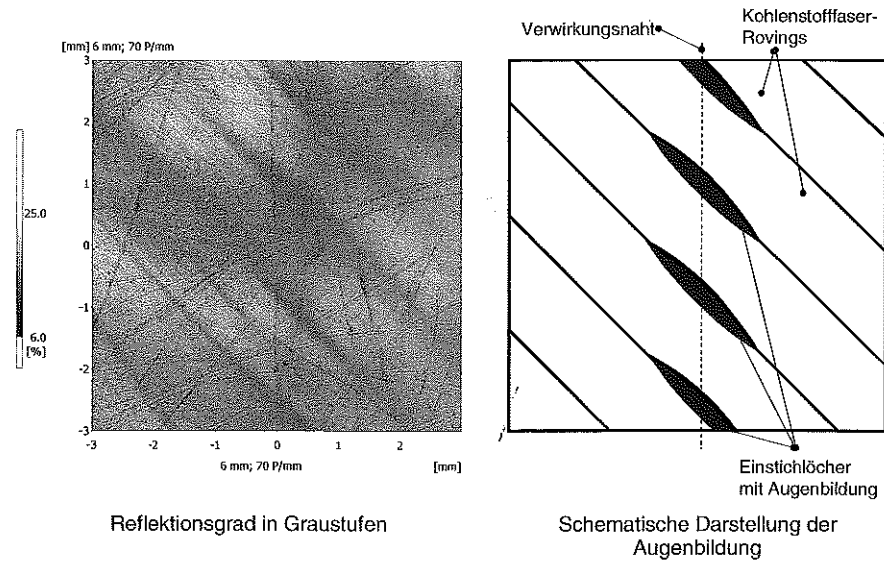 [mm] 6 mm; 70 P/mm
3
2
1
0
-1
-2
-3
-3
-2
-1
0
1
2
6 mm; 70 P/mm
[mm]
25.0
6.0
[%]
Reflektionsgrad in Graustufen
Verwirkungsnaht
Kohlenstofffaser-
Rovings
Einstichlöcher
mit Augenbildung
Schematische Darstellung der
Augenbildung